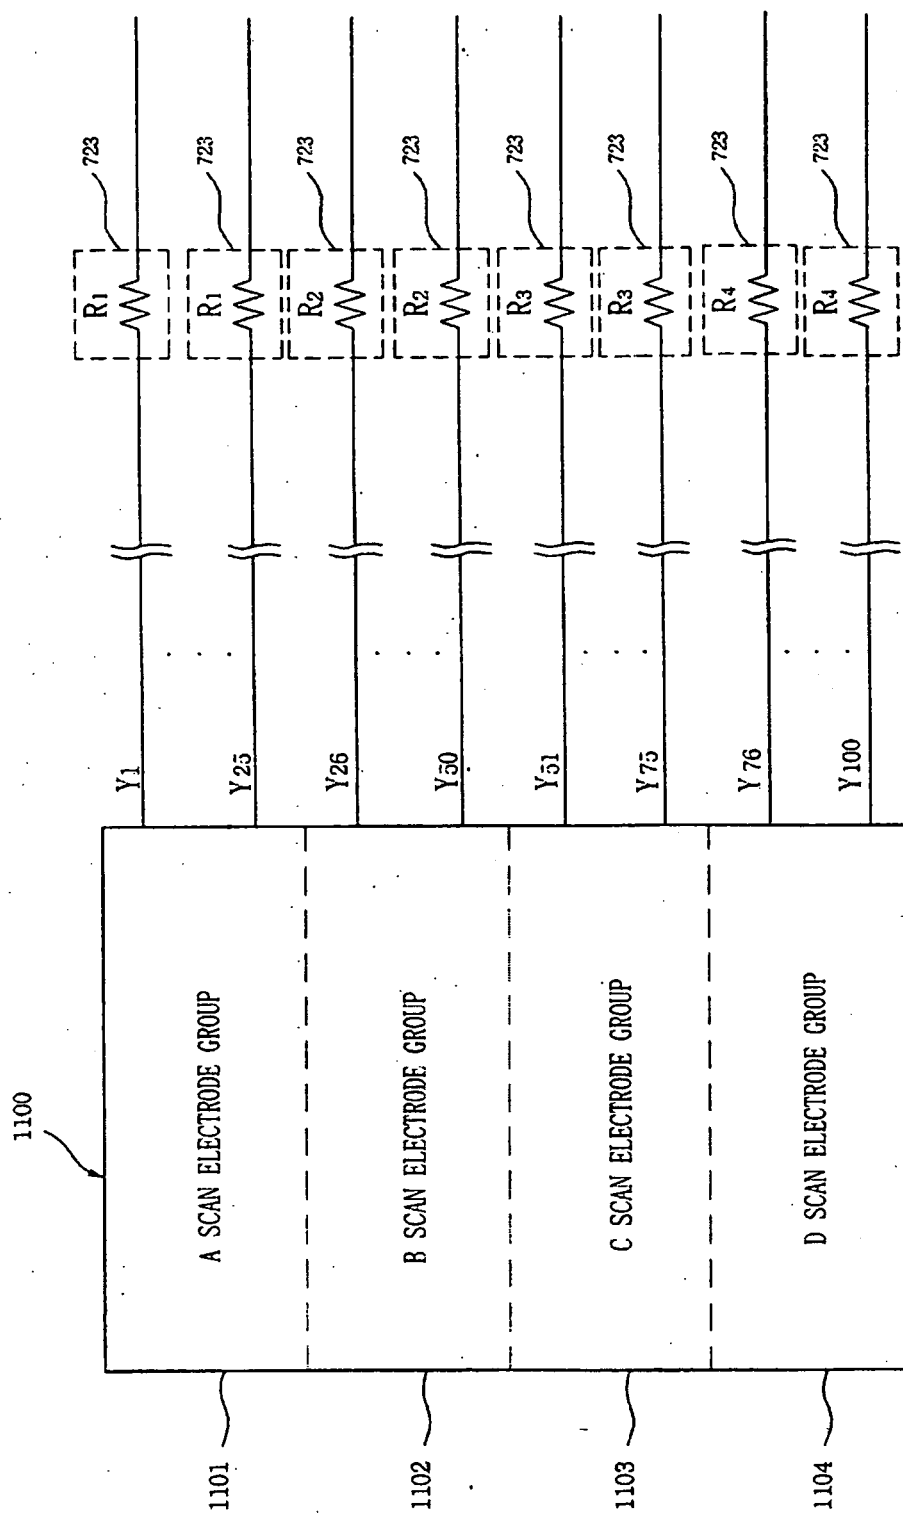 1100
1101
A SCAN ELECTRODE GROUP
1102
B SCAN ELECTRODE GROUP
1103
C SCAN ELECTRODE GROUP
1104
D SCAN ELECTRODE GROUP
Y1
Y25
Y26
Y50
Y51
Y75
Y76
Y100
R1
723
R1
723
R2
723
R2
723
R3
723
R3
723
R4
723
R4
723